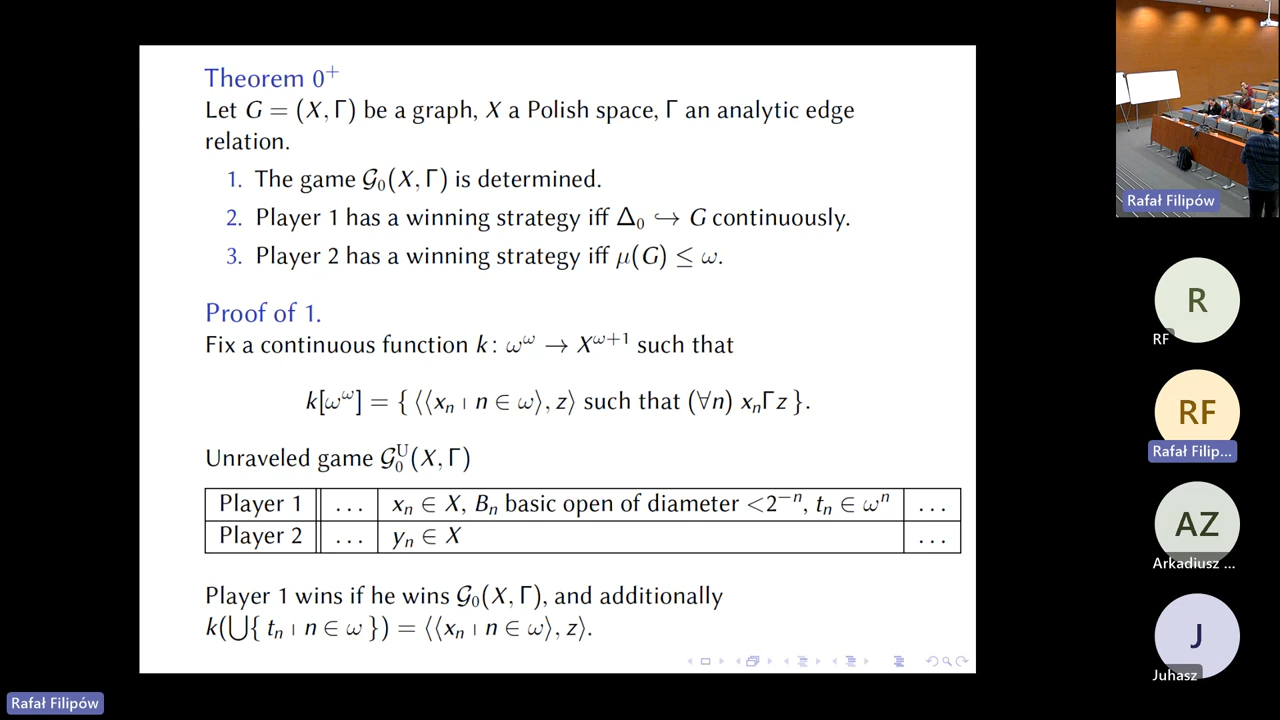 Theorem 0⁺
Let G = (X, Γ) be a graph, X a Polish space, Γ an analytic edge
relation.
1. The game 𝒢₀(X, Γ) is determined.
2. Player 1 has a winning strategy iff Δ₀ ↪ G continuously.
3. Player 2 has a winning strategy iff μ(G) ≤ ω.
Proof of 1.
Fix a continuous function k: ω^ω → X^{ω+1} such that
k[ω^ω] = { ⟨⟨xₙ ı n ∈ ω⟩, z⟩ such that (∀n) xₙΓz }.
Unraveled game 𝒢₀^U(X, Γ)
Player 1 ... xₙ ∈ X, Bₙ basic open of diameter <2⁻ⁿ, tₙ ∈ ωⁿ ...
Player 2 ... yₙ ∈ X ...
Player 1 wins if he wins 𝒢₀(X, Γ), and additionally
k(⋃{ tₙ ı n ∈ ω }) = ⟨⟨xₙ ı n ∈ ω⟩, z⟩.
Rafał Filipów
Rafał Filipów
R
RF
RF
Rafał Filip...
AZ
Arkadiusz ...
J
Juhasz